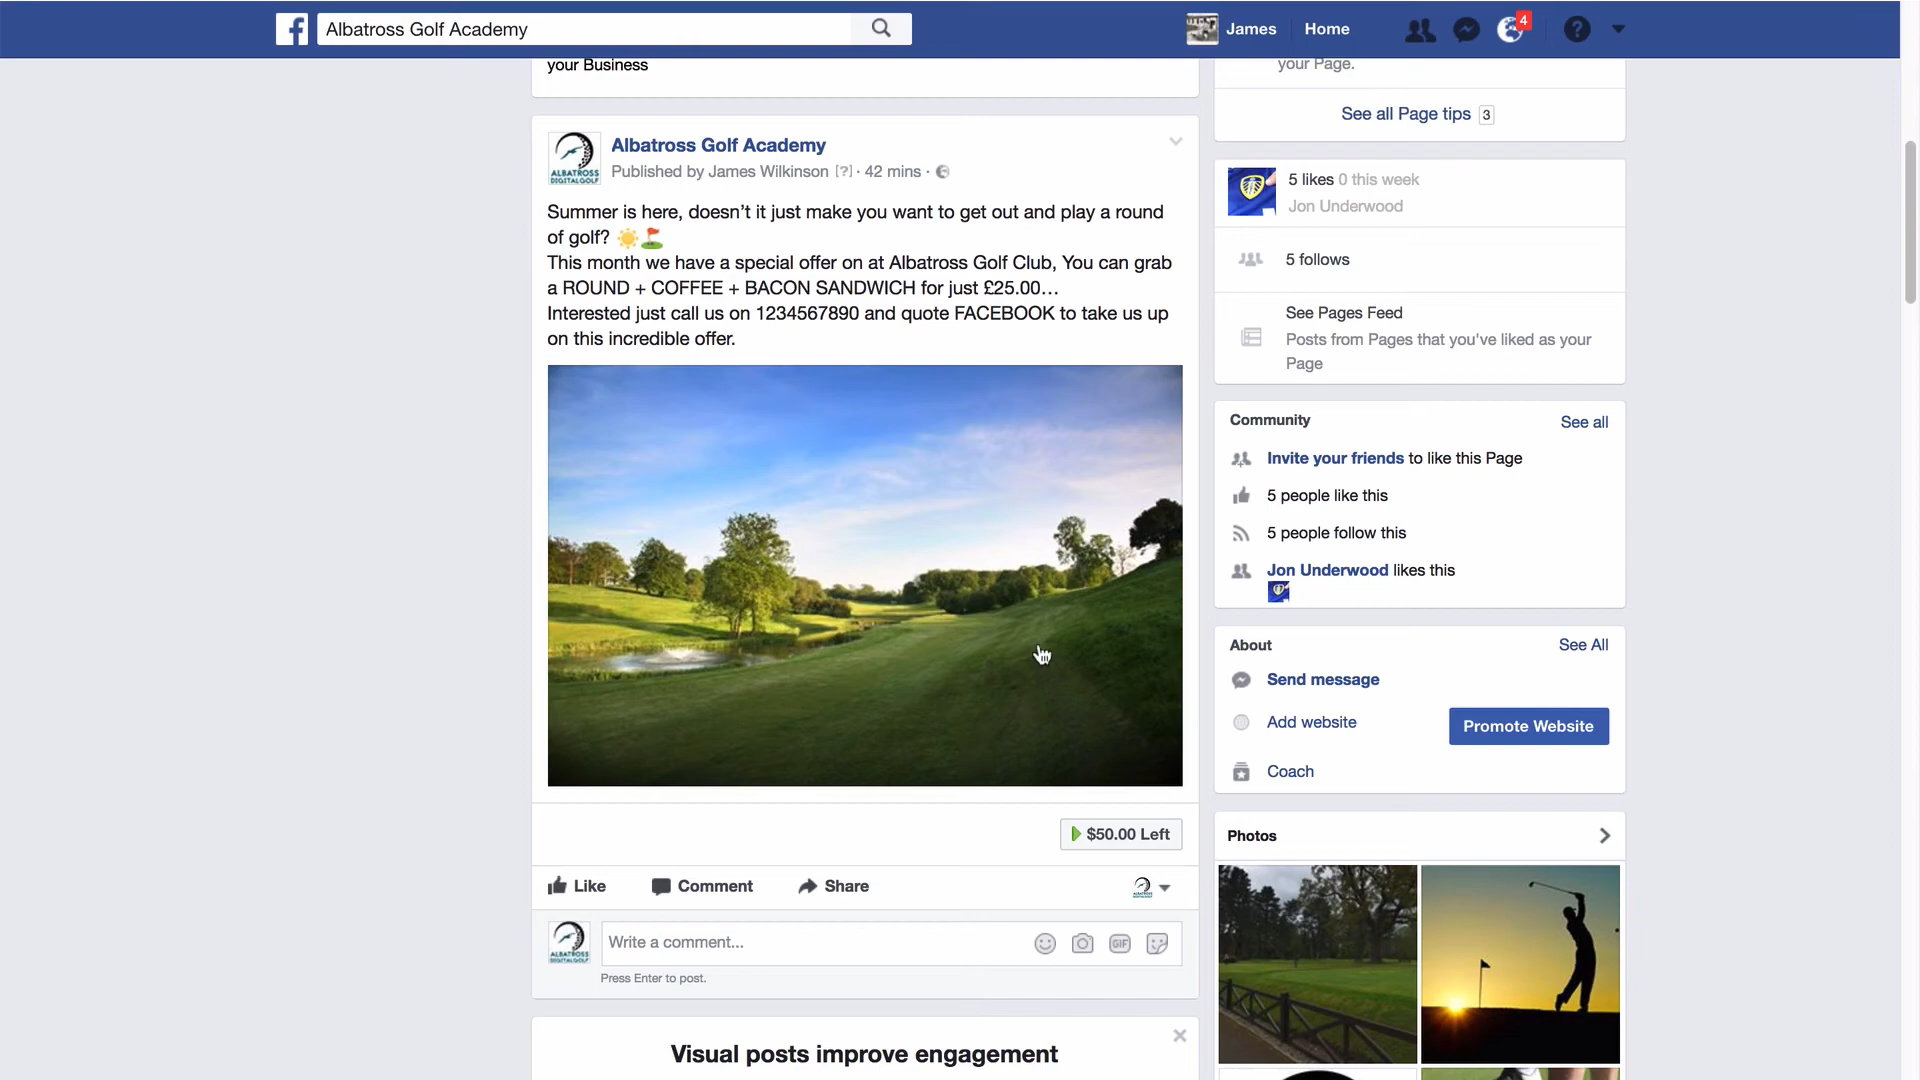 Albatross Golf Academy
James
Home
4
your Business
Albatross Golf Academy
Published by James Wilkinson [?] · 42 mins ·
ALBATROSS
DIGITALGOLF
Summer is here, doesn’t it just make you want to get out and play a round
of golf? ☀️⛳
This month we have a special offer on at Albatross Golf Club, You can grab
a ROUND + COFFEE + BACON SANDWICH for just £25.00…
Interested just call us on 1234567890 and quote FACEBOOK to take us up
on this incredible offer.
$50.00 Left
Like
Comment
Share
ALBATROSS
DIGITALGOLF
Write a comment...
GIF
Press Enter to post.
Visual posts improve engagement
your Page.
See all Page tips 3
5 likes 0 this week
Jon Underwood
5 follows
See Pages Feed
Posts from Pages that you've liked as your
Page
Community
See all
Invite your friends to like this Page
5 people like this
5 people follow this
Jon Underwood likes this
About
See All
Send message
Add website
Promote Website
Coach
Photos